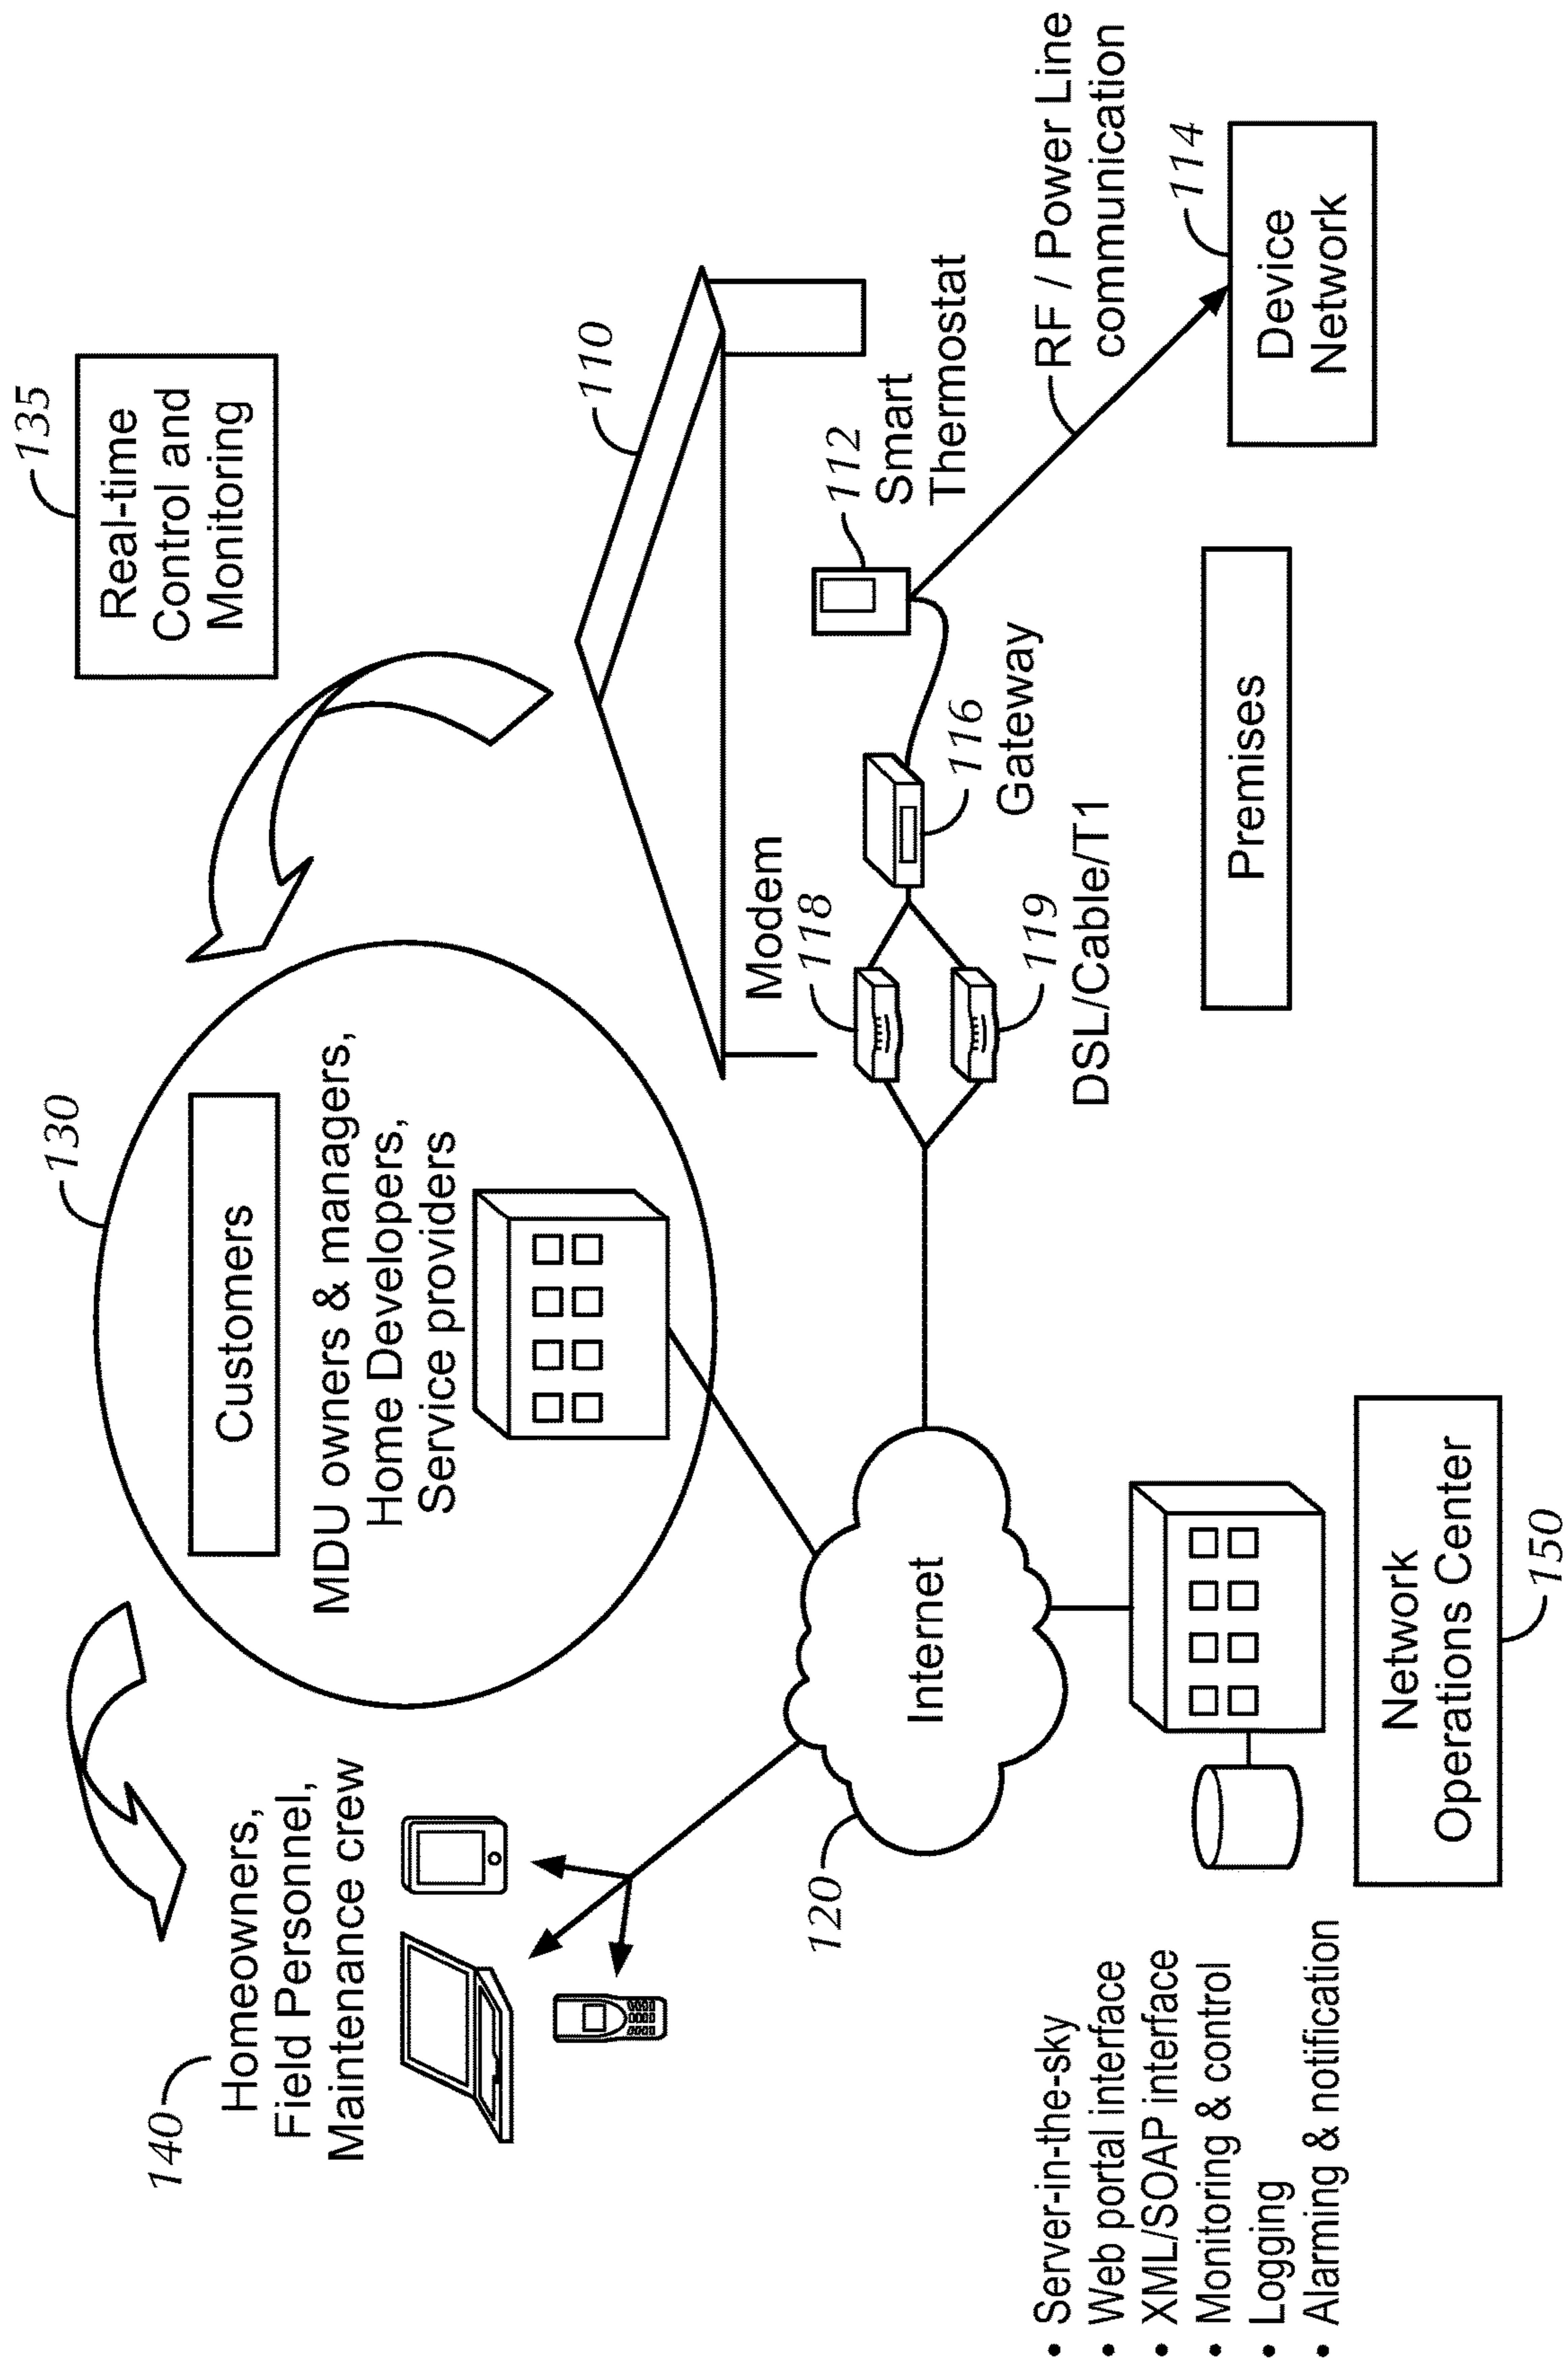 140
Homeowners,
Field Personnel,
Maintenance crew
130
Customers
MDU owners & managers,
Home Developers,
Service providers
135
Real-time
Control and
Monitoring
110
120
Internet
Modem
118
119
DSL/Cable/T1
116
Gateway
112
Smart
Thermostat
RF / Power Line
communication
• Server-in-the-sky
• Web portal interface
• XML/SOAP interface
• Monitoring & control
• Logging
• Alarming & notification
Network
Operations Center
150
Premises
114
Device
Network